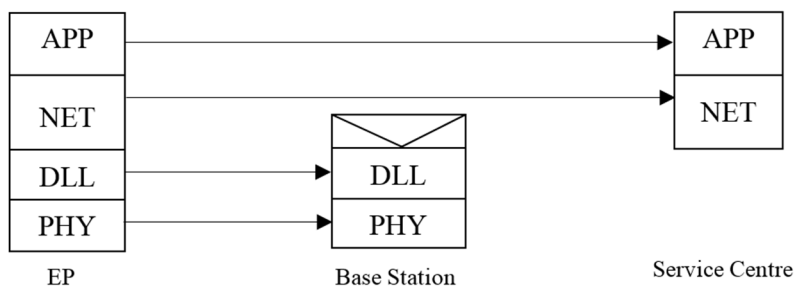 APP
NET
DLL
PHY
EP
DLL
PHY
Base Station
APP
NET
Service Centre